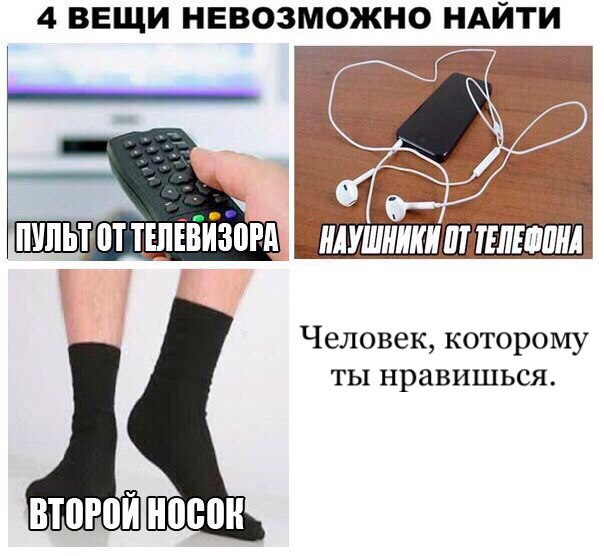 4 ВЕЩИ НЕВОЗМОЖНО НАЙТИ
ПУЛЬТ ОТ ТЕЛЕВИЗОРА
НАУШНИКИ ОТ ТЕЛЕФОНА
ВТОРОЙ НОСОК
Человек, которому
ты нравишься.